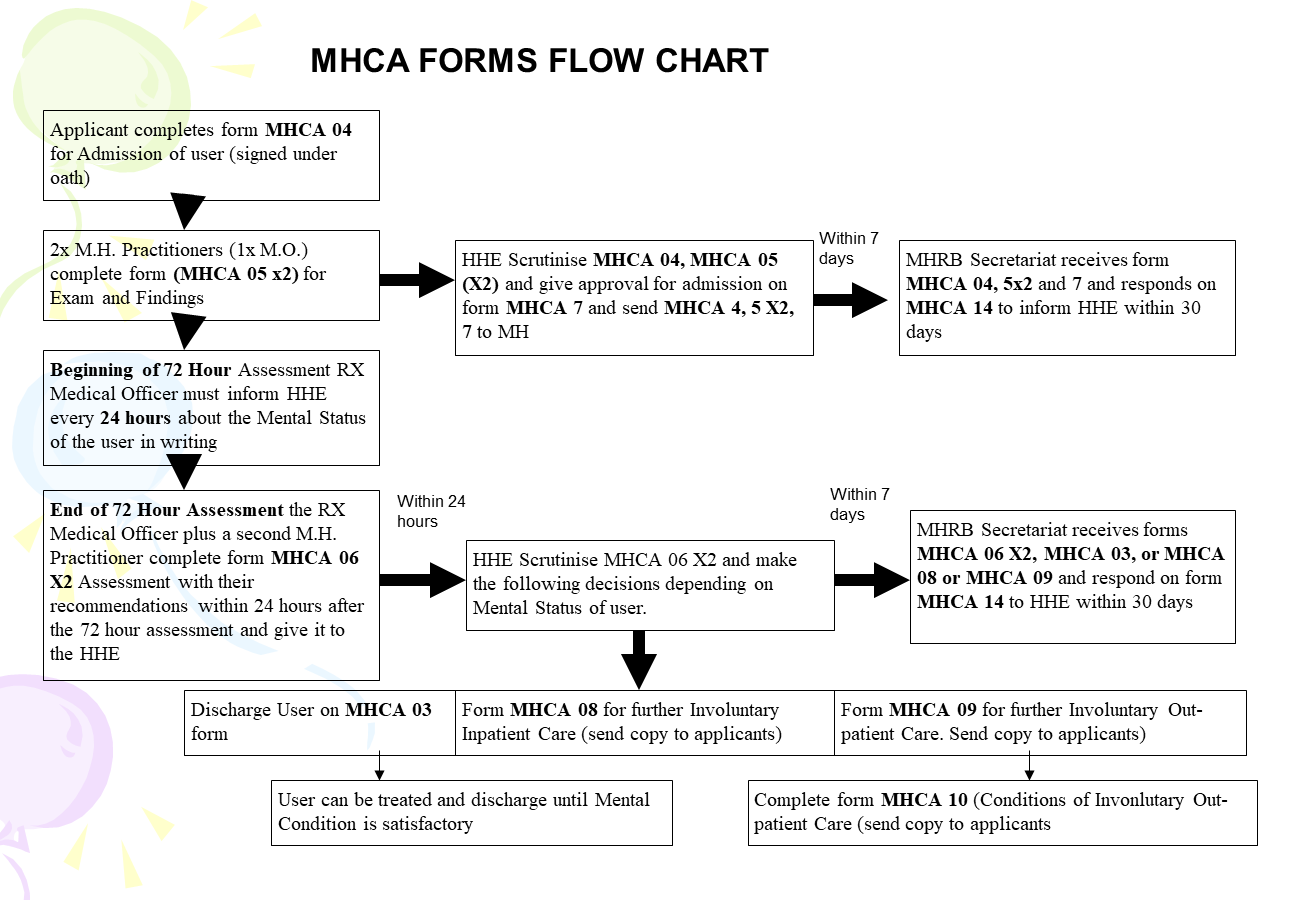 MHCA FORMS FLOW CHART
Applicant completes form MHCA 04
for Admission of user (signed under
oath)
2x M.H. Practitioners (1x M.O.)
complete form (MHCA 05 x2) for
Exam and Findings
HHE Scrutinise MHCA 04, MHCA 05
(X2) and give approval for admission on
form MHCA 7 and send MHCA 4, 5 X2,
7 to MH
Within 7
days
MHRB Secretariat receives form
MHCA 04, 5x2 and 7 and responds on
MHCA 14 to inform HHE within 30
days
Beginning of 72 Hour Assessment RX
Medical Officer must inform HHE
every 24 hours about the Mental Status
of the user in writing
End of 72 Hour Assessment the RX
Medical Officer plus a second M.H.
Practitioner complete form MHCA 06
X2 Assessment with their
recommendations within 24 hours after
the 72 hour assessment and give it to
the HHE
Within 24
hours
HHE Scrutinise MHCA 06 X2 and make
the following decisions depending on
Mental Status of user.
Within 7
days
MHRB Secretariat receives forms
MHCA 06 X2, MHCA 03, or MHCA
08 or MHCA 09 and respond on form
MHCA 14 to HHE within 30 days
Discharge User on MHCA 03
form
Form MHCA 08 for further Involuntary
Inpatient Care (send copy to applicants)
Form MHCA 09 for further Involuntary Out-
patient Care. Send copy to applicants)
User can be treated and discharge until Mental
Condition is satisfactory
Complete form MHCA 10 (Conditions of Invonlutary Out-
patient Care (send copy to applicants